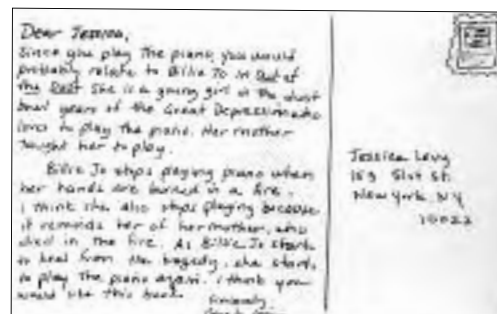 Dear Jessica,
Since you play the piano, you would
probably relate to Billie Jo in Out of
the Dust. She is a young girl in the dust
bowl years of the Great Depression who
loves to play the piano. Her mother
taught her to play.
Billie Jo stops playing piano when
her hands are burned in a fire.
I think she also stops playing because
it reminds her of her mother, who
died in the fire. As Billie Jo starts
to heal from the tragedy, she starts
to play the piano again. I think you
would like this book.
Sincerely,
Jessica Levy
St.
New York, NY
10022